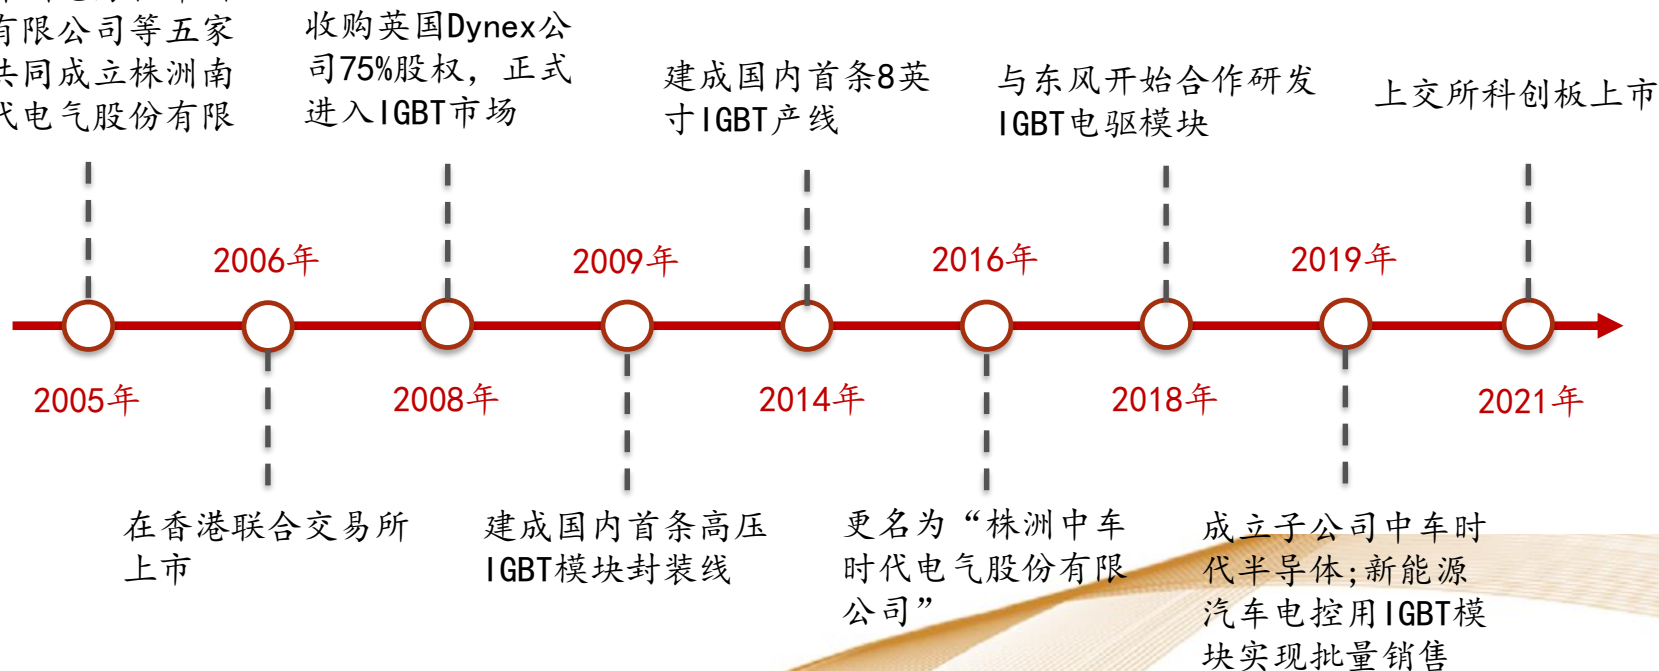 有限公司等五家
共同成立株洲南
代电气股份有限
2005年
2006年
在香港联合交易所
上市
收购英国Dynex公
司75%股权，正式
进入IGBT市场
2008年
2009年
建成国内首条高压
IGBT模块封装线
建成国内首条8英
寸IGBT产线
2014年
2016年
更名为“株洲中车
时代电气股份有限
公司”
与东风开始合作研发
IGBT电驱模块
2018年
2019年
成立子公司中车时
代半导体;新能源
汽车电控用IGBT模
块实现批量销售
上交所科创板上市
2021年